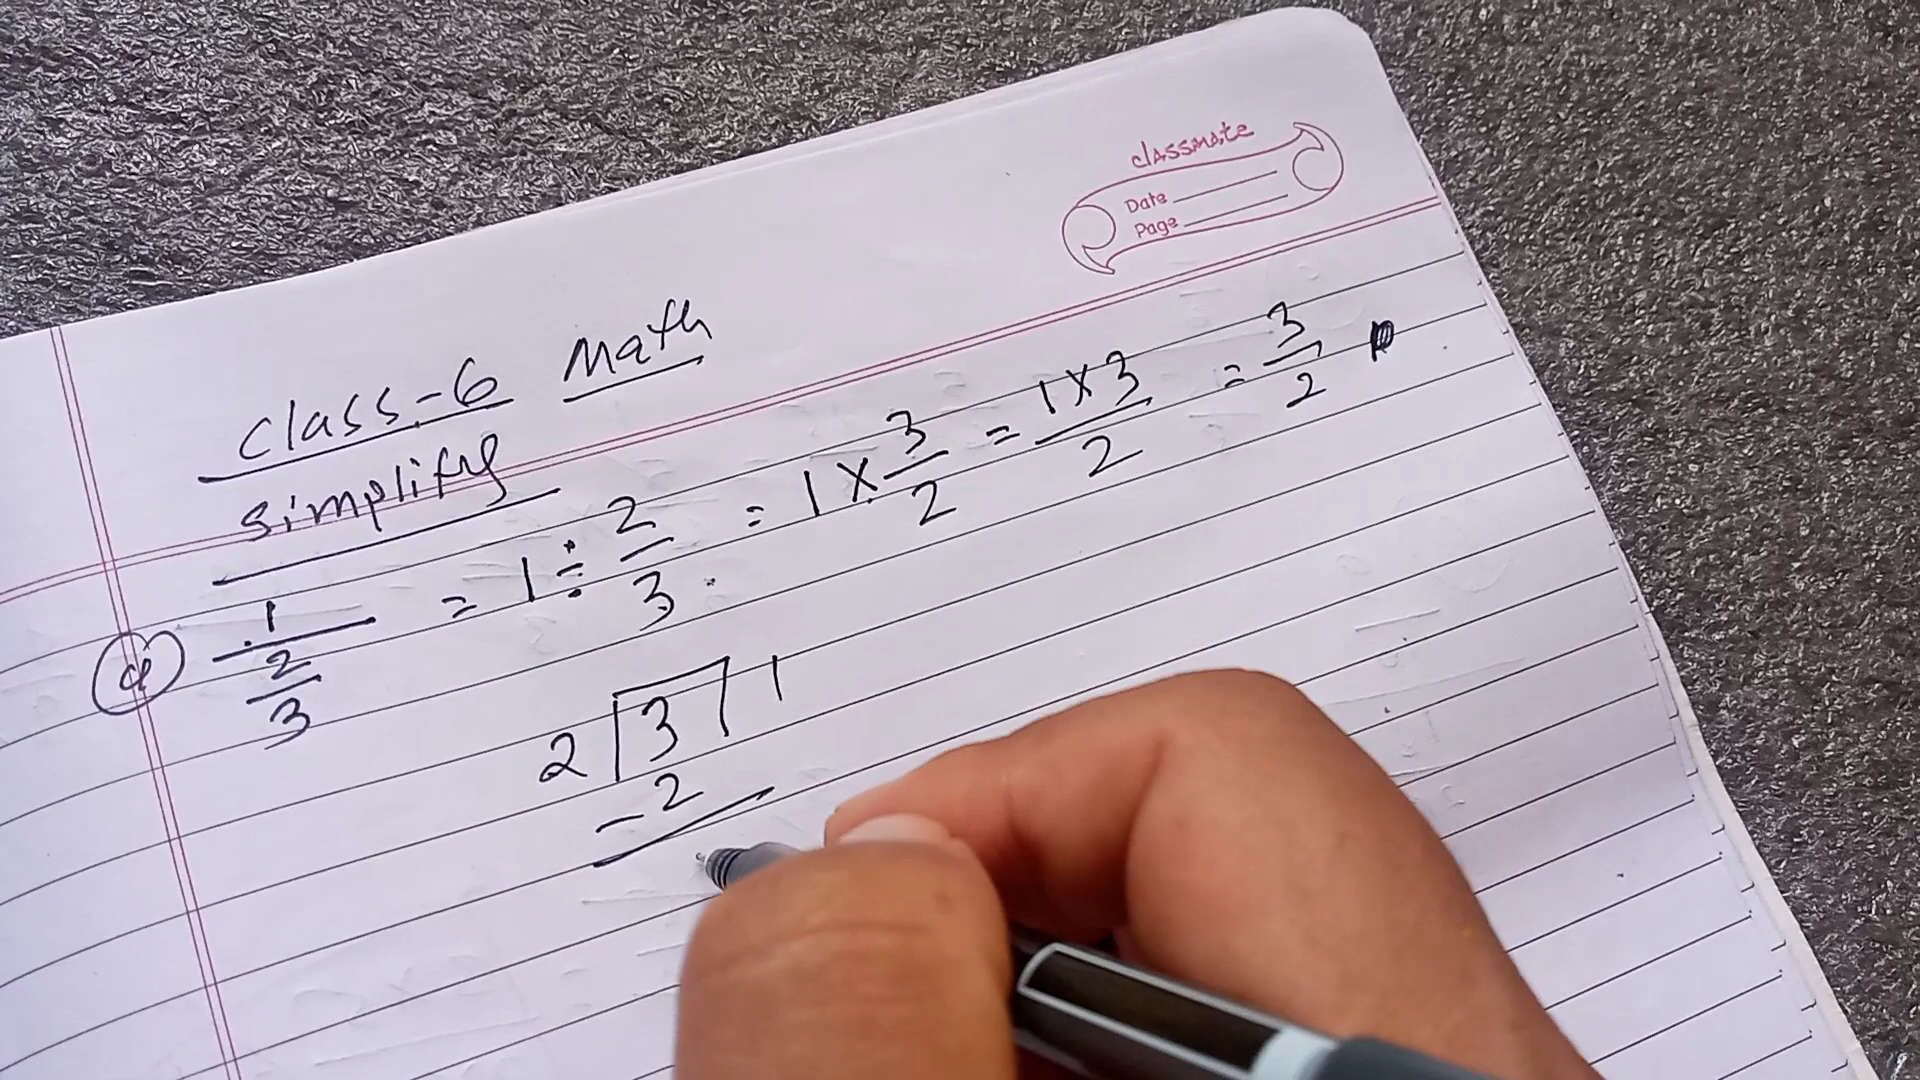 classmate
Date
Page
class-6 Math
simplify
a) 1/(2/3) = 1 ÷ 2/3 = 1 × 3/2 = 1×3/2 = 3/2
2 3 1
- 2